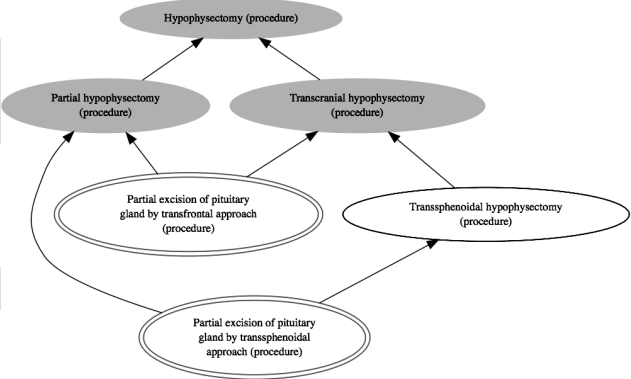 Hypophysectomy (procedure)
Partial hypophysectomy
(procedure)
Transcranial hypophysectomy
(procedure)
Partial excision of pituitary
gland by transfrontal approach
(procedure)
Transsphenoidal hypophysectomy
(procedure)
Partial excision of pituitary
gland by transsphenoidal
approach (procedure)